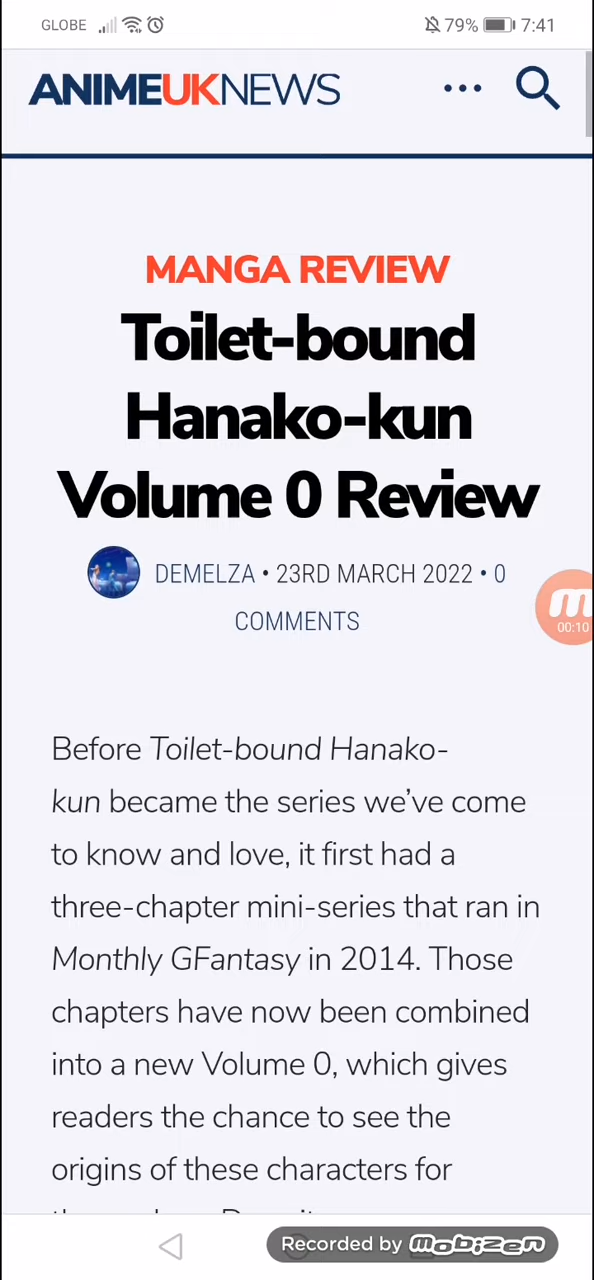 GLOBE 79% 7:41
ANIMEUKNEWS
MANGA REVIEW
Toilet-bound
Hanako-kun
Volume 0 Review
DEMELZA • 23RD MARCH 2022 • 0
COMMENTS
00:10
Before Toilet-bound Hanako-
kun became the series we’ve come
to know and love, it first had a
three-chapter mini-series that ran in
Monthly GFantasy in 2014. Those
chapters have now been combined
into a new Volume 0, which gives
readers the chance to see the
origins of these characters for
Recorded by mobizen